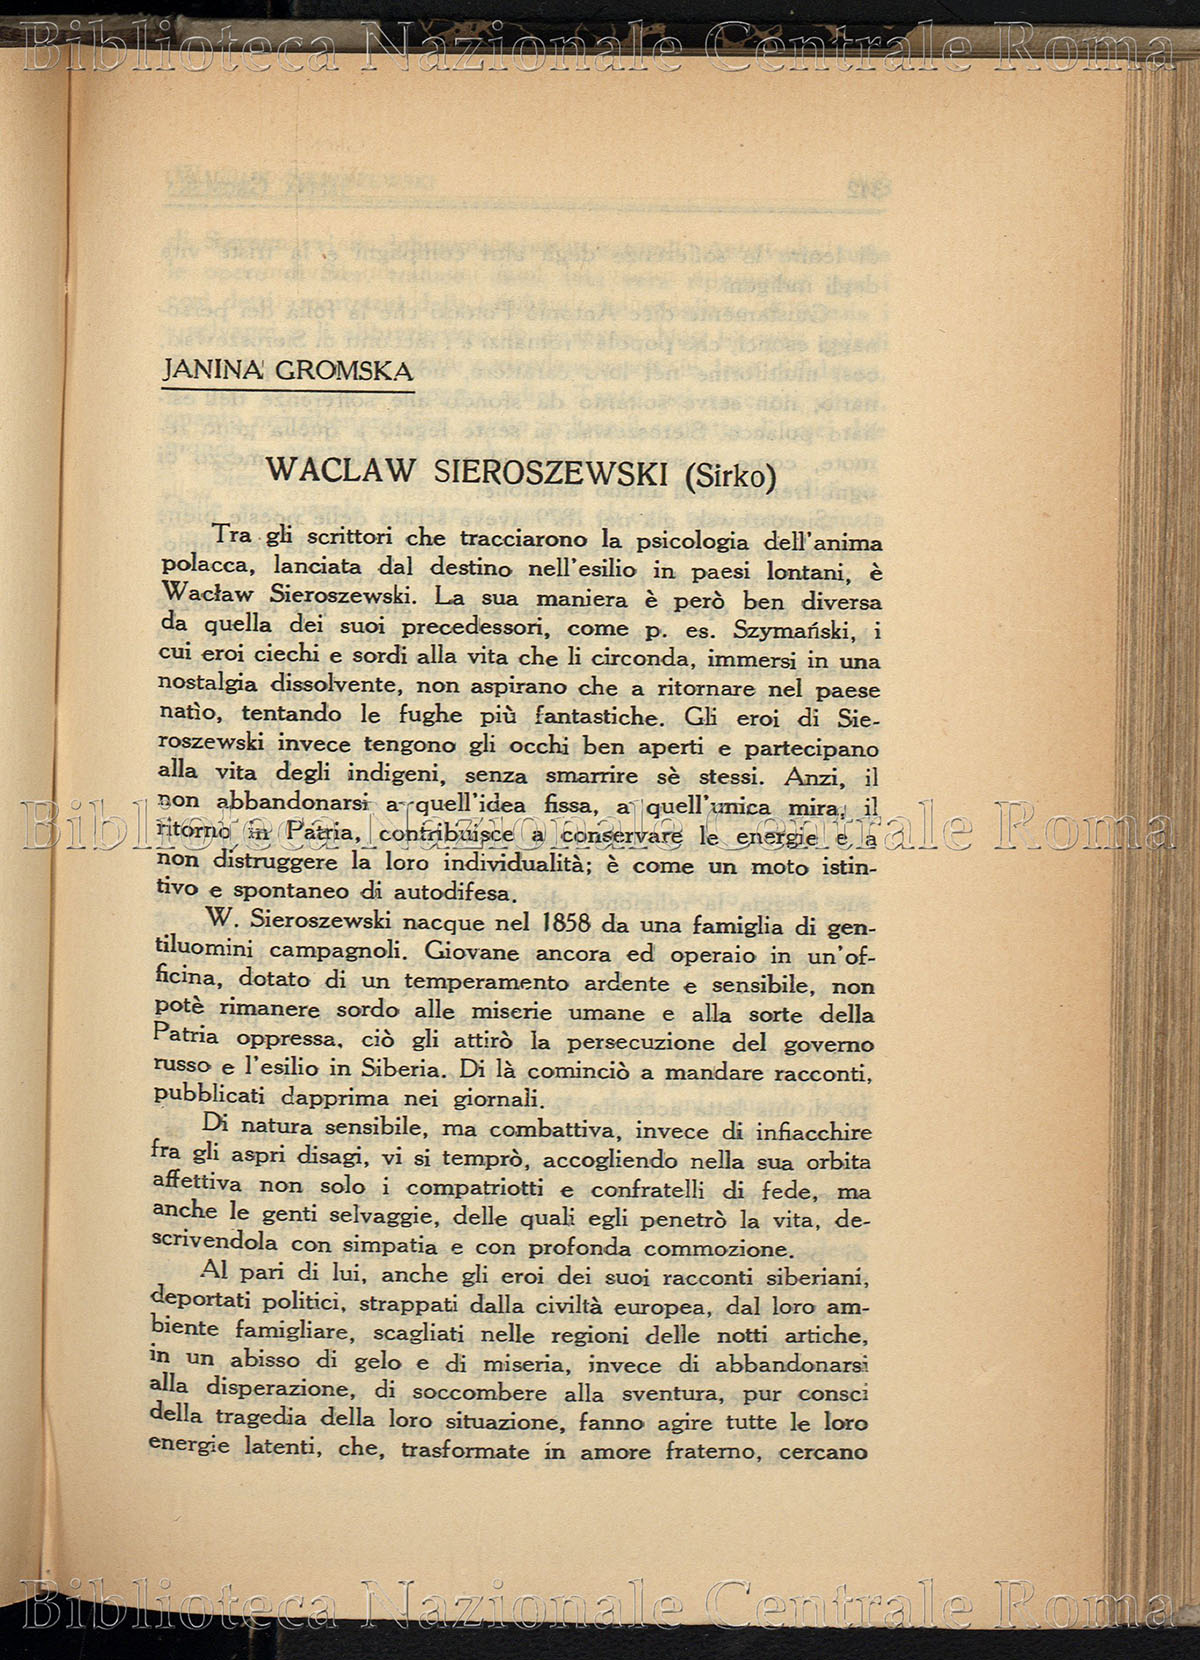 Biblioteca Nazionale Centrale Roma
JANINA GROMSKA
WACLAW SIEROSZEWSKI (Sirko)
Tra gli scrittori che tracciarono la psicologia dell'anima
polacca, lanciata dal destino nell'esilio in paesi lontani, è
Wacław Sieroszewski. La sua maniera è però ben diversa
da quella dei suoi precedessori, come p. es. Szymański, i
cui eroi ciechi e sordi alla vita che li circonda, immersi in una
nostalgia dissolvente, non aspirano che a ritornare nel paese
natìo, tentando le fughe più fantastiche. Gli eroi di Sie-
roszewski invece tengono gli occhi ben aperti e partecipano
alla vita degli indigeni, senza smarrire sè stessi. Anzi, il
non abbandonarsi a quell'idea fissa, a quell'unica mira, il
ritorno in Patria, contribuisce a conservare le energie e a
non distruggere la loro individualità; è come un moto istin-
tivo e spontaneo di autodifesa.
W. Sieroszewski nacque nel 1858 da una famiglia di gen-
tiluomini campagnoli. Giovane ancora ed operaio in un'of-
ficina, dotato di un temperamento ardente e sensibile, non
potè rimanere sordo alle miserie umane e alla sorte della
Patria oppressa, ciò gli attirò la persecuzione del governo
russo e l'esilio in Siberia. Di là cominciò a mandare racconti,
pubblicati dapprima nei giornali.
Di natura sensibile, ma combattiva, invece di infiacchire
fra gli aspri disagi, vi si temprò, accogliendo nella sua orbita
affettiva non solo i compatriotti e confratelli di fede, ma
anche le genti selvaggie, delle quali egli penetrò la vita, de-
scrivendola con simpatia e con profonda commozione.
Al pari di lui, anche gli eroi dei suoi racconti siberiani,
deportati politici, strappati dalla civiltà europea, dal loro am-
biente famigliare, scagliati nelle regioni delle notti artiche,
in un abisso di gelo e di miseria, invece di abbandonarsi
alla disperazione, di soccombere alla sventura, pur consci
della tragedia della loro situazione, fanno agire tutte le loro
energie latenti, che, trasformate in amore fraterno, cercano
Biblioteca Nazionale Centrale Roma
Biblioteca Nazionale Centrale Roma